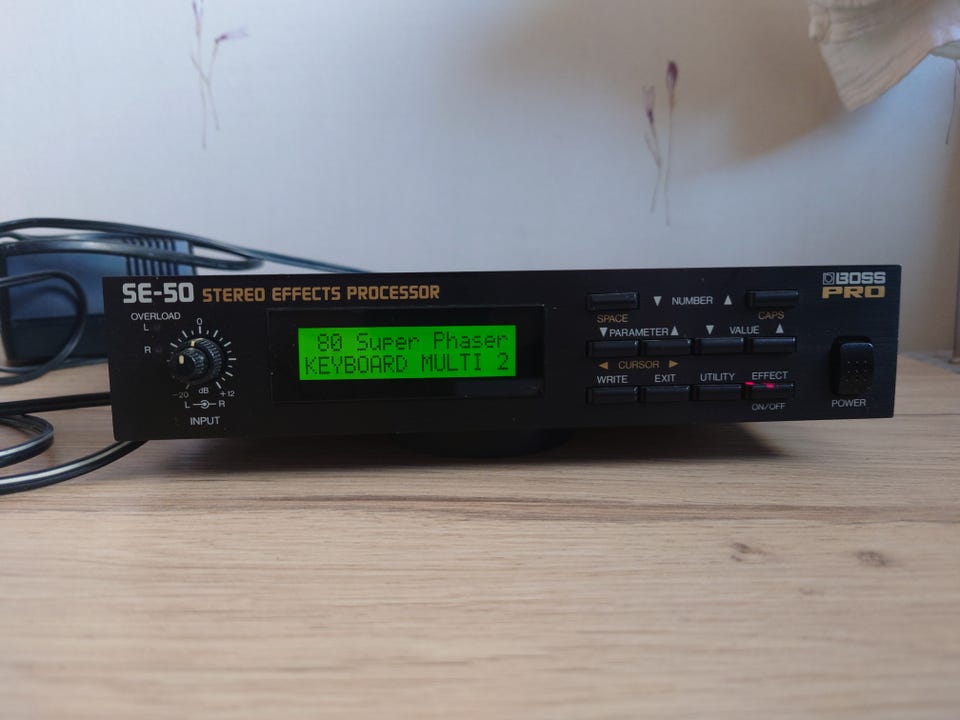 SE-50 STEREO EFFECTS PROCESSOR
BOSS
PRO
OVERLOAD
L
R
0
-20 dB +12
L R
INPUT
80 Super Phaser
KEYBOARD MULTI 2
▼ NUMBER ▲
SPACE CAPS
▼ PARAMETER ▲ ▼ VALUE ▲
◀ CURSOR ▶
WRITE EXIT UTILITY EFFECT
ON/OFF
POWER